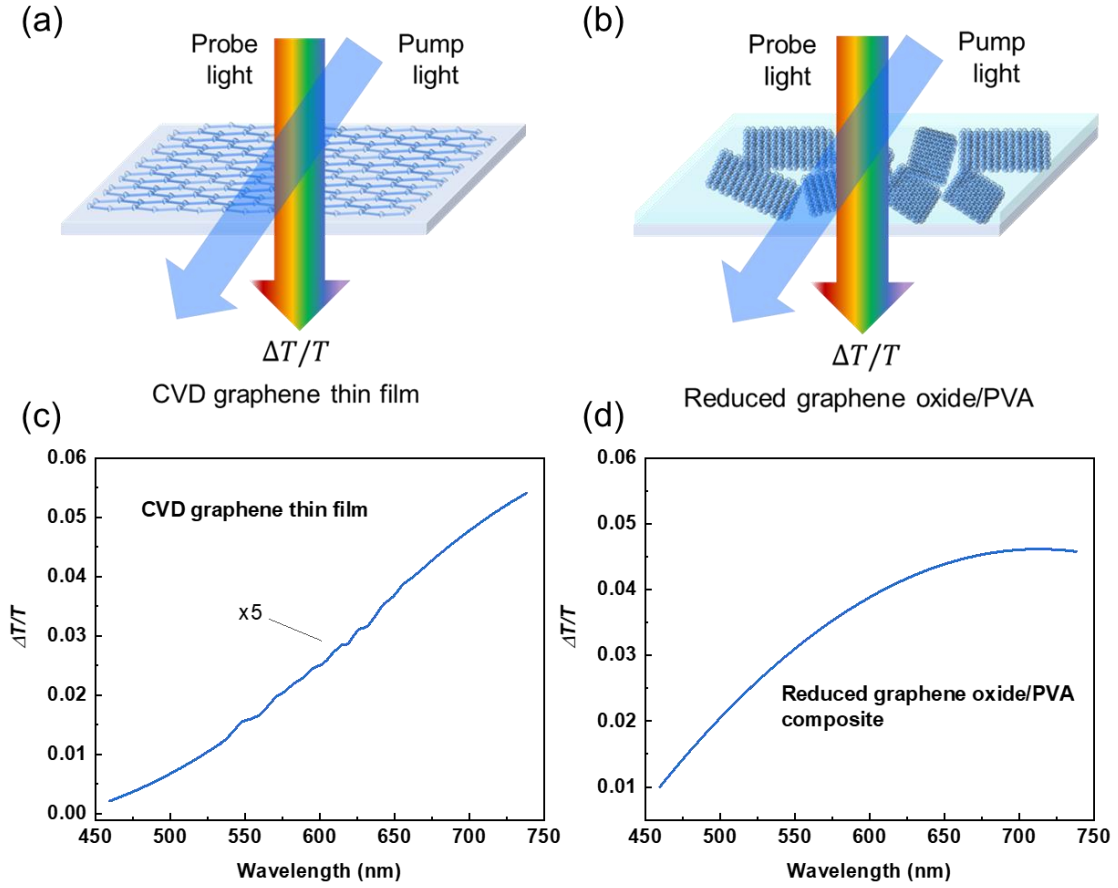 (a)
Probe
light
Pump
light
ΔT/T
CVD graphene thin film
(b)
Probe
light
Pump
light
ΔT/T
Reduced graphene oxide/PVA
(c)
0.06
0.05
0.04
0.03
0.02
0.01
0.00
ΔT/T
CVD graphene thin film
x5
450 500 550 600 650 700 750
Wavelength (nm)
(d)
0.06
0.05
0.04
0.03
0.02
0.01
ΔT/T
Reduced graphene oxide/PVA
composite
450 500 550 600 650 700 750
Wavelength (nm)